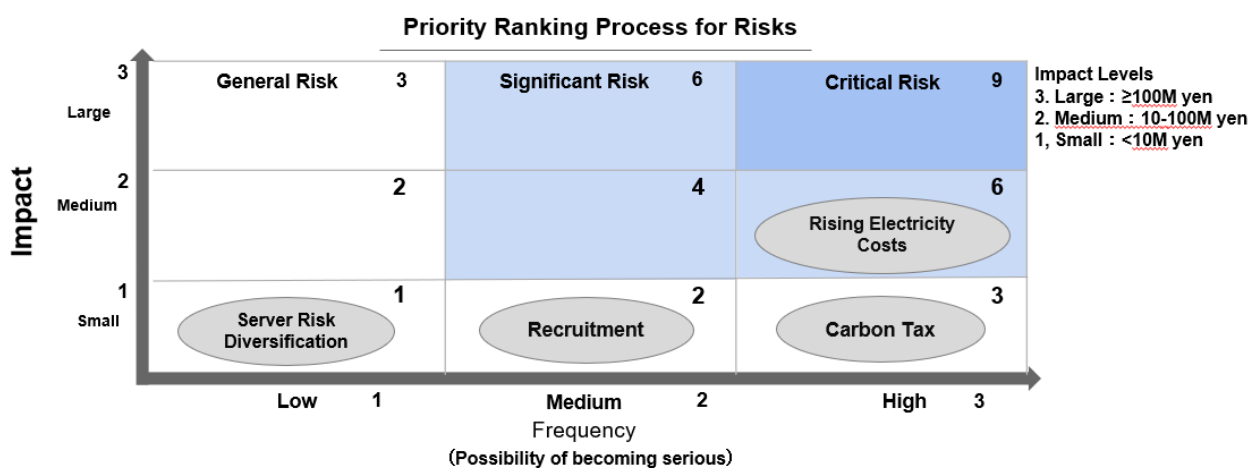 Priority Ranking Process for Risks
3
General Risk 3
Significant Risk 6
Critical Risk 9
Large
Impact Levels
3. Large：≥100M yen
2. Medium：10-100M yen
1, Small：<10M yen
Impact
2
Medium
2
4
6
Rising Electricity
Costs
1
Small
1
Server Risk
Diversification
2
Recruitment
3
Carbon Tax
Low 1
Medium 2
High 3
Frequency
(Possibility of becoming serious)